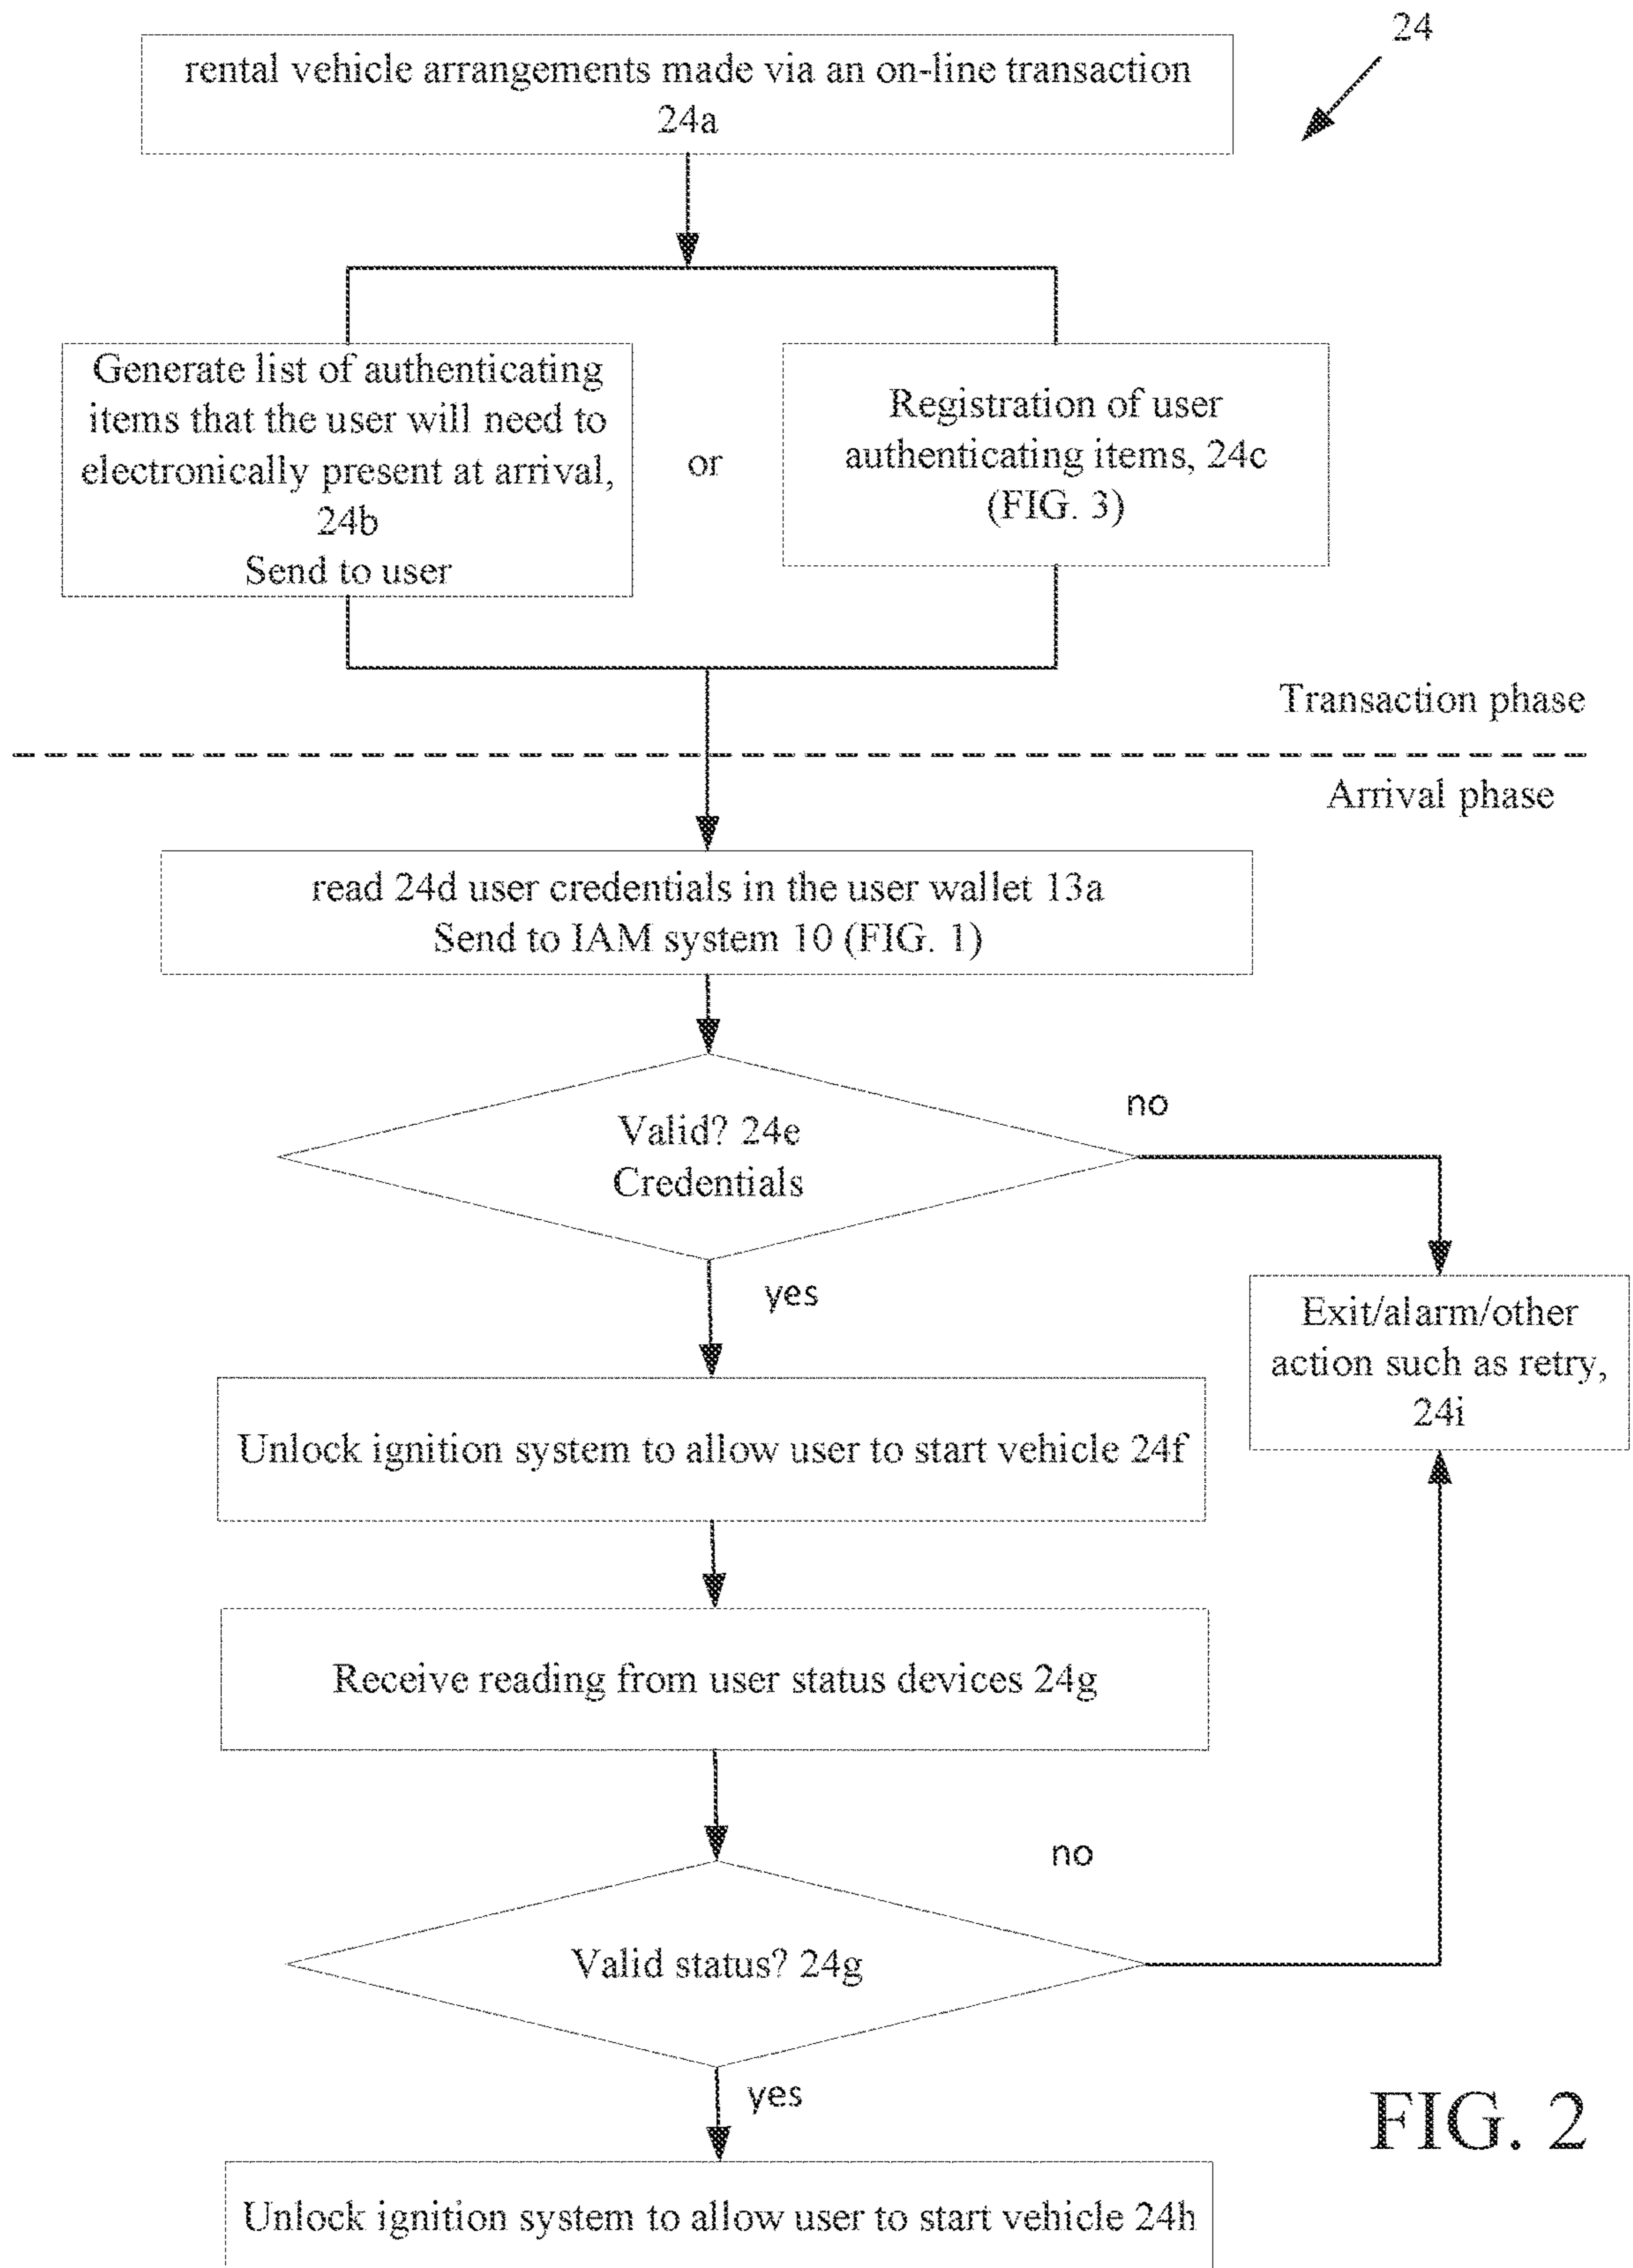 24
rental vehicle arrangements made via an on-line transaction
24a
Generate list of authenticating
items that the user will need to
electronically present at arrival,
24b
Send to user
or
Registration of user
authenticating items, 24c
(FIG. 3)
Transaction phase
Arrival phase
read 24d user credentials in the user wallet 13a
Send to IAM system 10 (FIG. 1)
Valid? 24e
Credentials
no
yes
Exit/alarm/other
action such as retry,
24i
Unlock ignition system to allow user to start vehicle 24f
Receive reading from user status devices 24g
no
Valid status? 24g
yes
FIG. 2
Unlock ignition system to allow user to start vehicle 24h